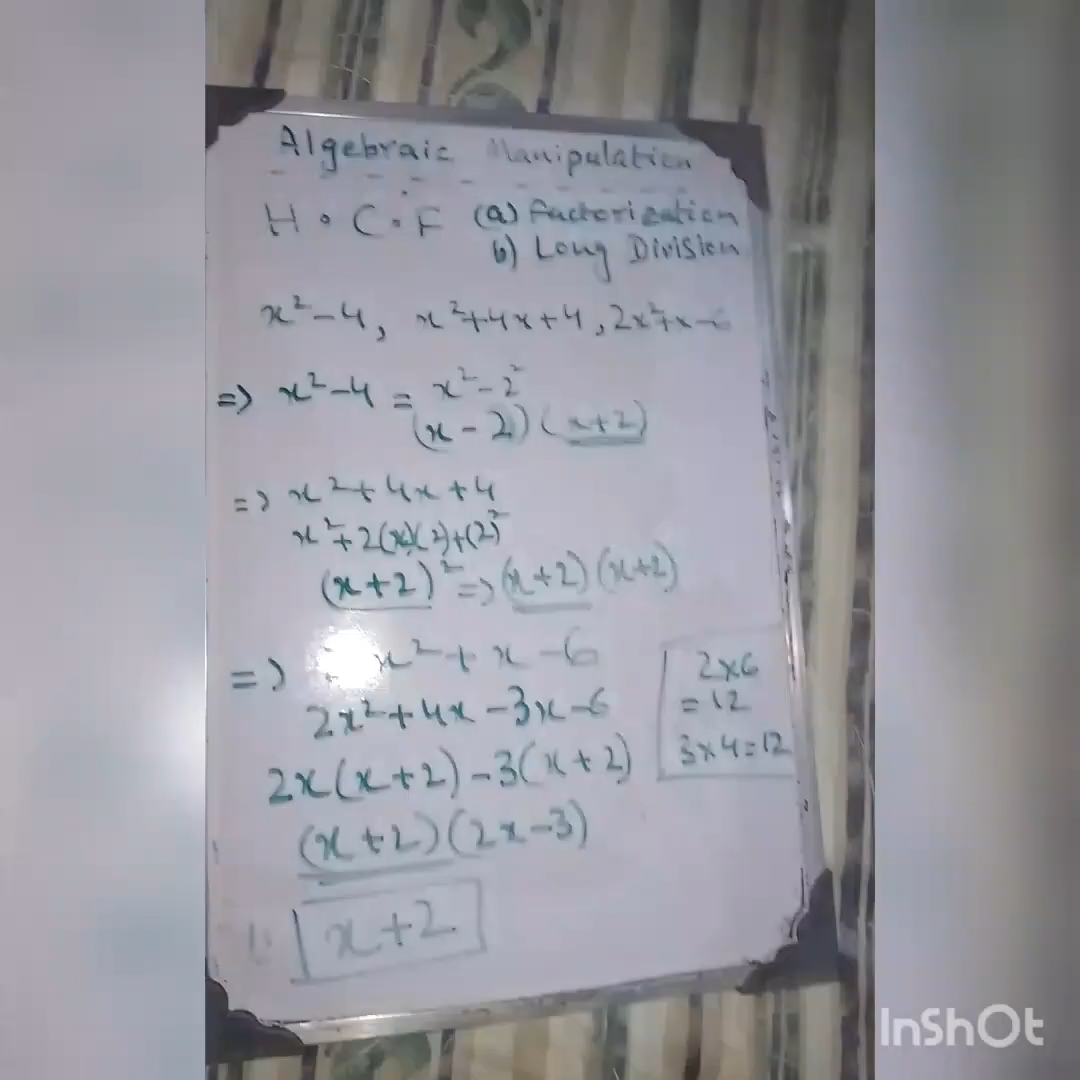 Algebraic Manipulation
H.C.F (a) Factorization
b) Long Division
x²-4, x²+4x+4, 2x²+x-6
=> x²-4 = x²-2²
(x-2)(x+2)
=> x²+4x+4
x²+2(x)(2)+(2)²
(x+2)² => (x+2)(x+2)
=> x²+x-6
2x²+4x-3x-6
2x(x+2)-3(x+2)
(x+2)(2x-3)
x+2
2x6
=12
3x4=12
InShOt